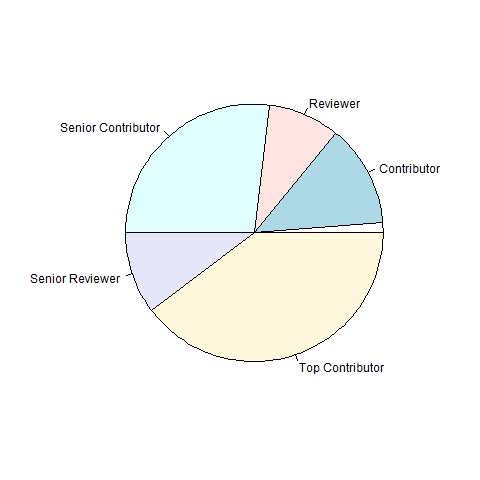 Reviewer
Senior Contributor
Contributor
Senior Reviewer
Top Contributor